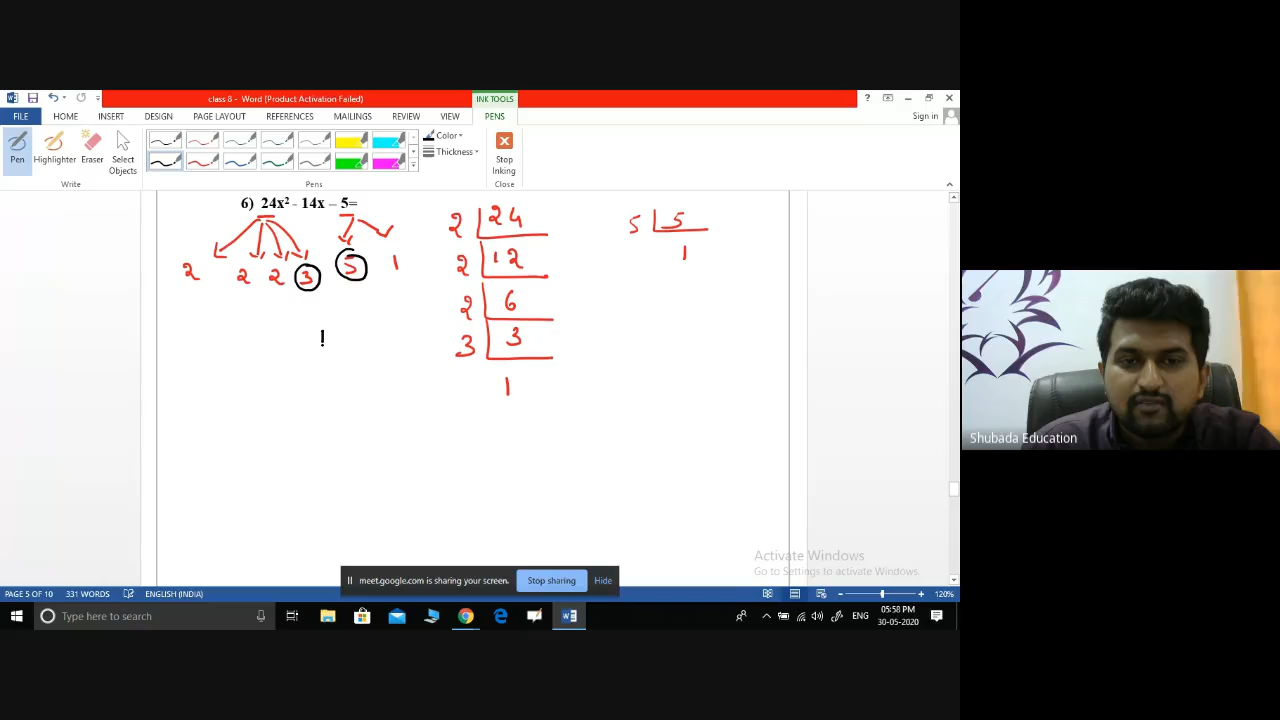 class 8 - Word (Product Activation Failed)
INK TOOLS
Sign in
FILE HOME INSERT DESIGN PAGE LAYOUT REFERENCES MAILINGS REVIEW VIEW PENS
Pen Highlighter Eraser Select Objects
Color
Thickness
Stop Inking
Write Pens Close
6) 24x² - 14x – 5=
2 2 2 3 5 1
2 24
2 12
2 6
3 3
1
5 5
1
Shubada Education
Activate Windows
Go to Settings to activate Windows.
meet.google.com is sharing your screen. Stop sharing Hide
PAGE 5 OF 10 331 WORDS ENGLISH (INDIA) 120%
Type here to search
ENG
05:58 PM
30-05-2020